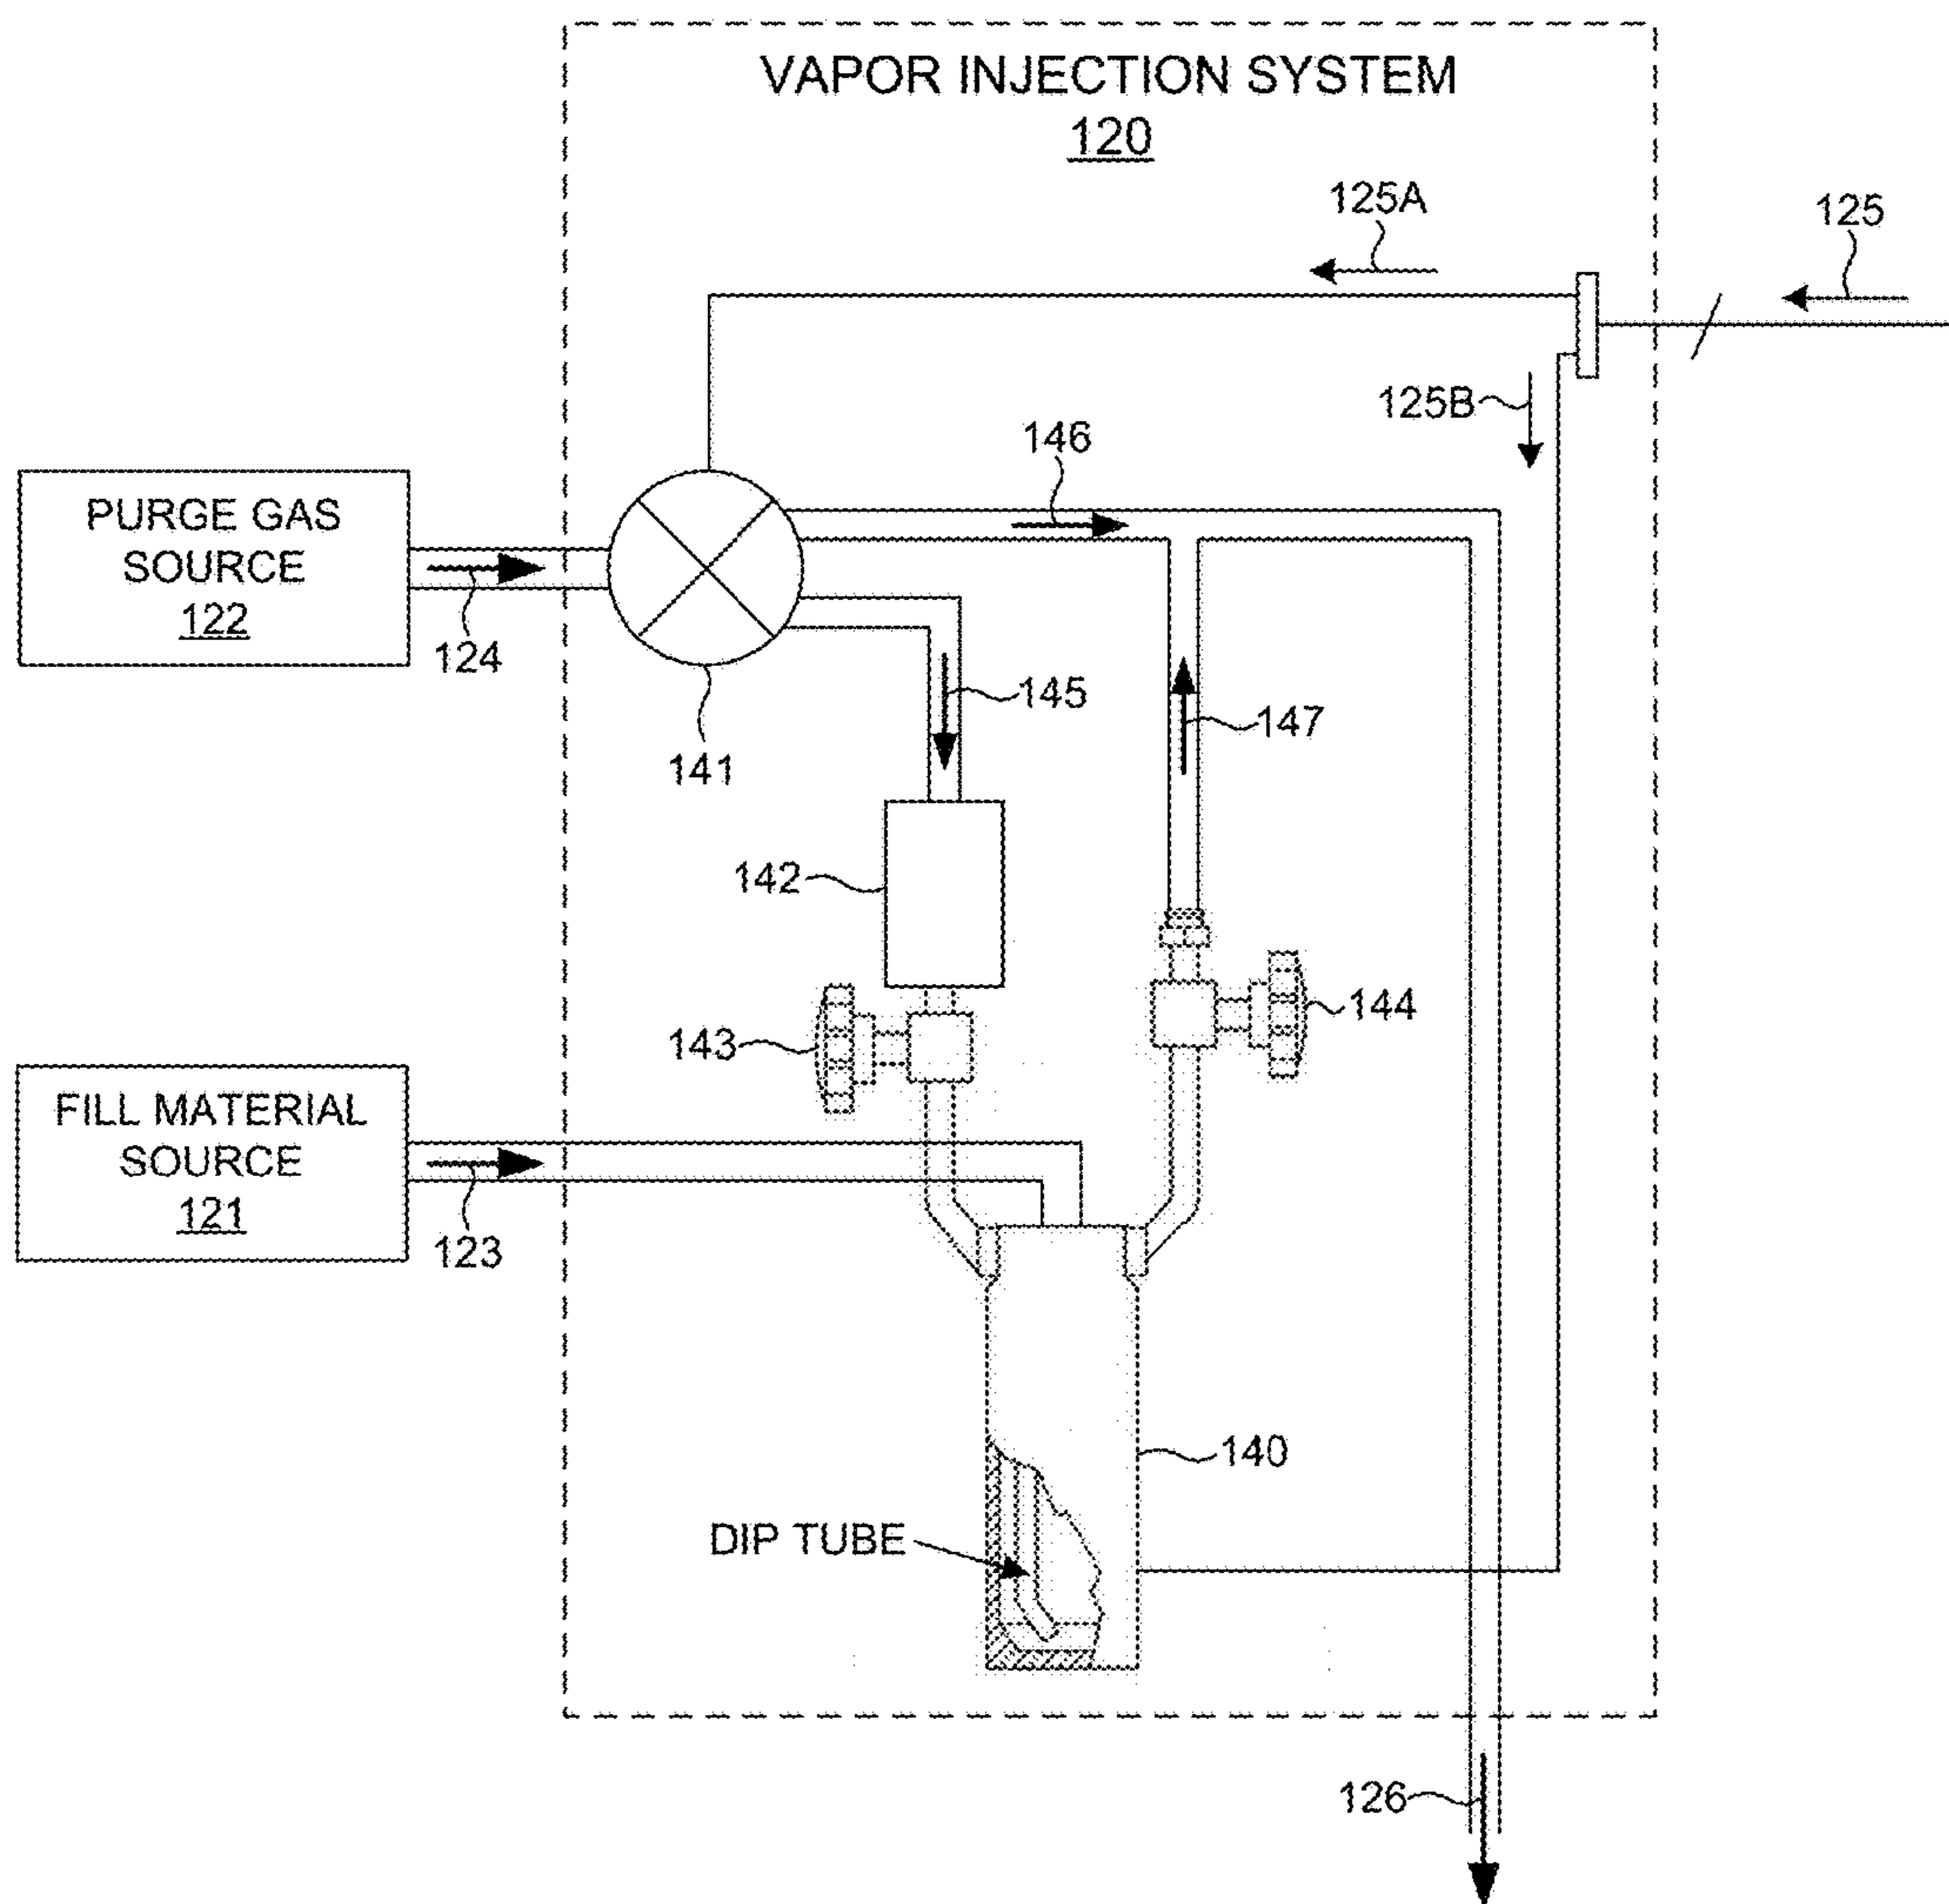 VAPOR INJECTION SYSTEM
120
125A
125
125B
146
PURGE GAS
SOURCE
122
124
145
147
141
142
144
143
FILL MATERIAL
SOURCE
121
123
140
DIP TUBE
126